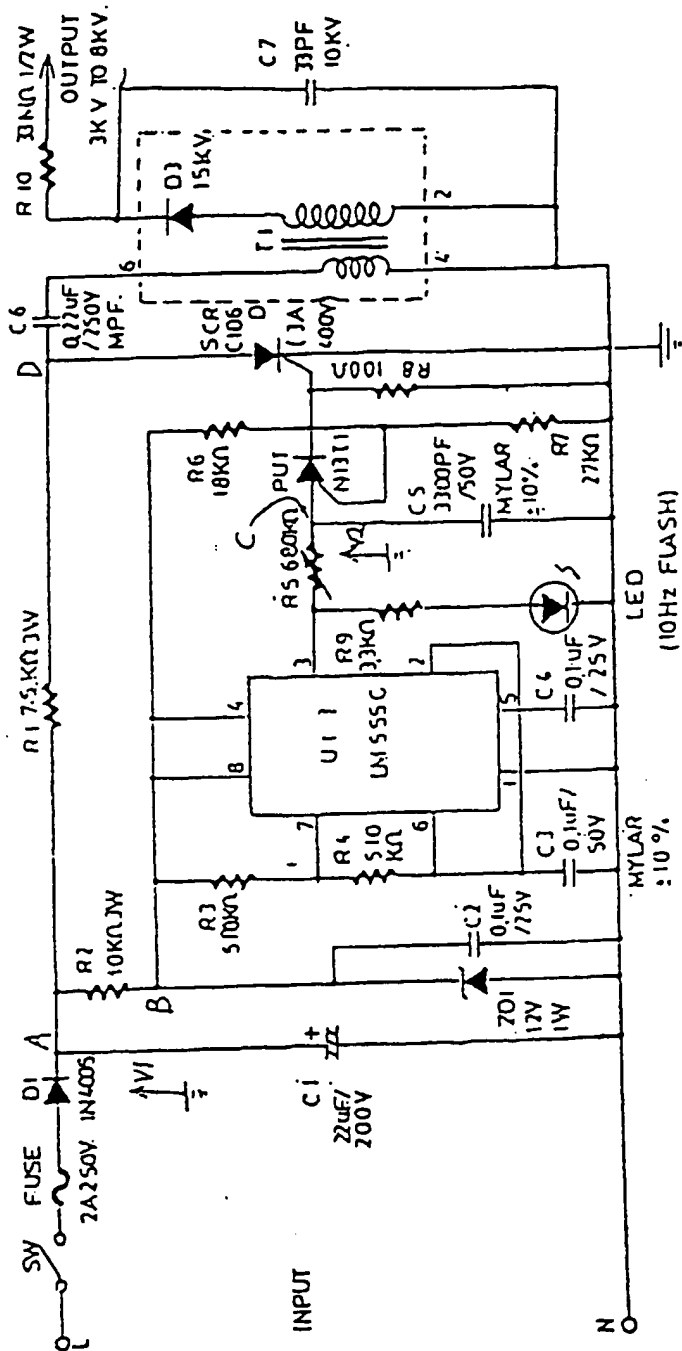 SW
L
FUSE
2A 250V.
D1
1N4005
A
V1
INPUT
N
C1
22uF/
200V
+
R2
10KΩ 3W
B
ZD1
12V
1W
C2
0.1uF
/25V
R3
510KΩ
R4
510
KΩ
7
8
4
6
3
2
1
5
U1
LM555C
C3
0.1uF/
50V
MYLAR
±10%
C4
0.1uF
/25V
R1 7.5KΩ 3W
R9
3.3KΩ
R5 680KΩ
V2
C
LED
(10Hz FLASH)
R6
18KΩ
PUT
N13T1
C5
3300PF
/50V
MYLAR
±10%
R7
27KΩ
R8 100Ω
D
SCR
C106 D
(3A
400V)
C6
0.22uF
/250V
MPF.
6
T1
4
2
D3
15KV.
R10 33KΩ 1/2W
OUTPUT
3KV TO 8KV.
C7
33PF
10KV